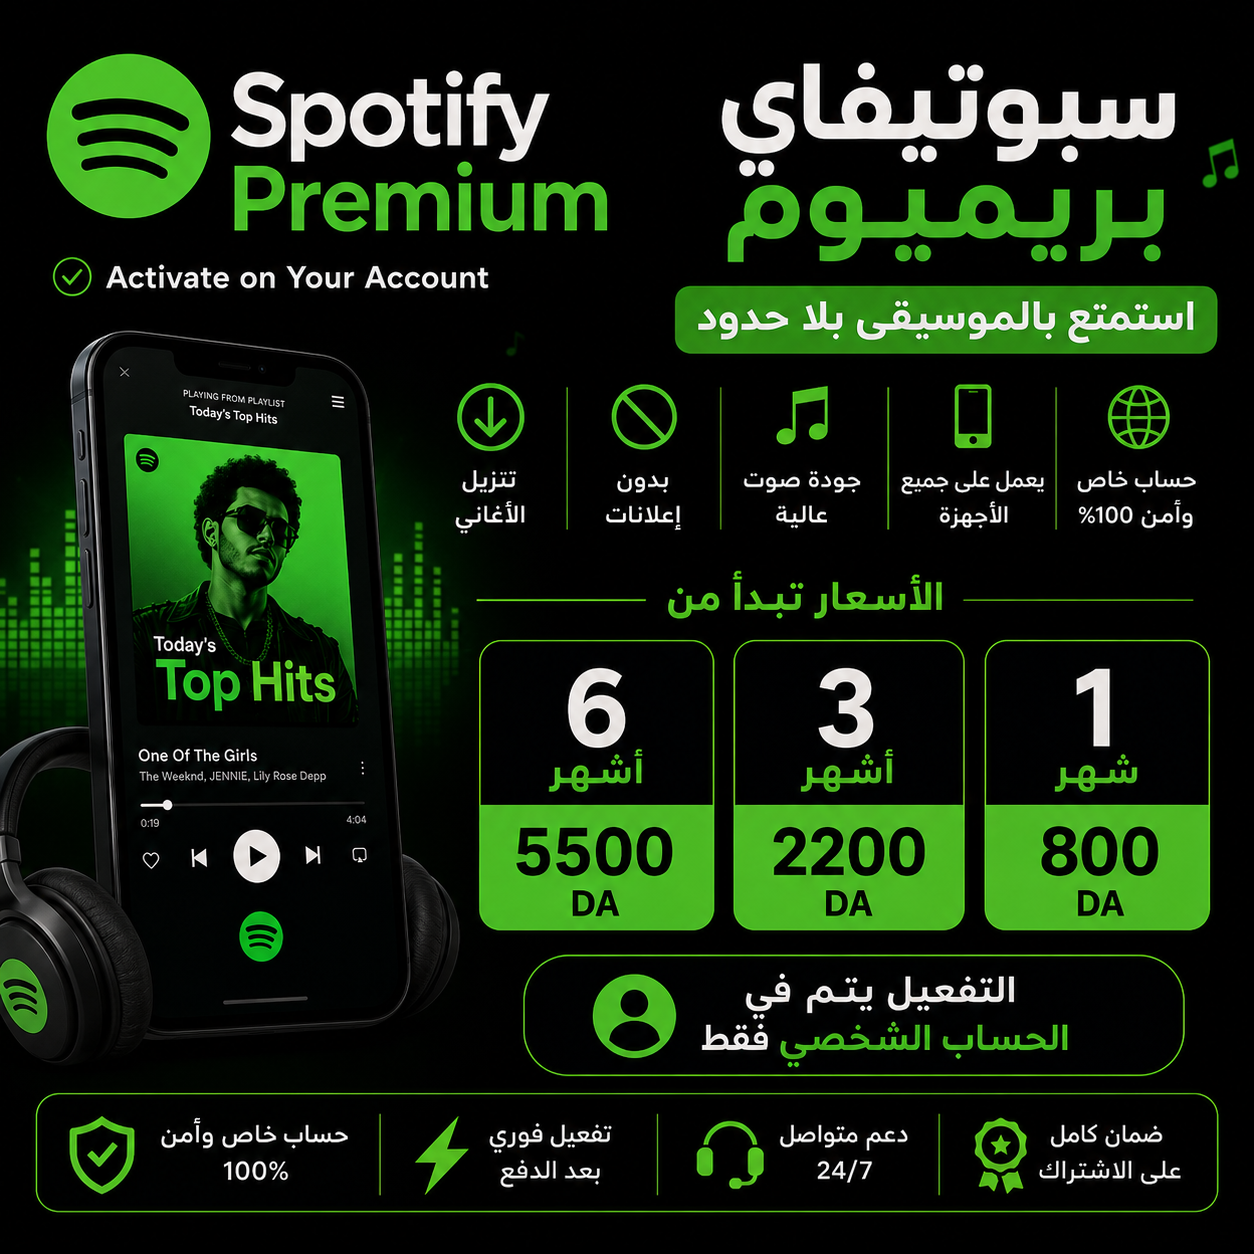 Spotify
Premium
Activate on Your Account
سبوتيفاي
بريميوم
استمتع بالموسيقى بلا حدود
حساب خاص
وأمن 100%
يعمل على جميع
الأجهزة
جودة صوت
عالية
بدون
إعلانات
تنزيل
الأغاني
PLAYING FROM PLAYLIST
Today's Top Hits
Today's
Top Hits
One Of The Girls
The Weeknd, JENNIE, Lily Rose Depp
0:19
4:04
الأسعار تبدأ من
1
شهر
800
DA
3
أشهر
2200
DA
6
أشهر
5500
DA
التفعيل يتم في
الحساب الشخصي فقط
ضمان كامل
على الاشتراك
دعم متواصل
24/7
تفعيل فوري
بعد الدفع
حساب خاص وأمن
100%